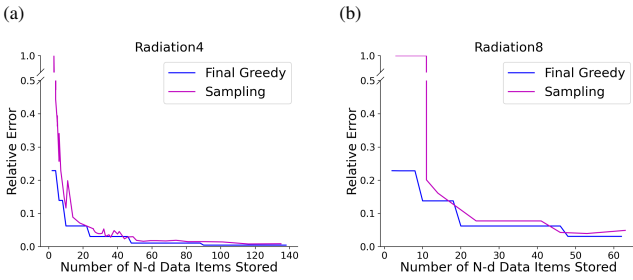 (a)
Radiation4
Final Greedy
Sampling
Relative Error
1.0
0.5
0.4
0.3
0.2
0.1
0.0
0 20 40 60 80 100 120 140
Number of N-d Data Items Stored
(b)
Radiation8
Final Greedy
Sampling
Relative Error
1.0
0.5
0.4
0.3
0.2
0.1
0.0
0 10 20 30 40 50 60
Number of N-d Data Items Stored